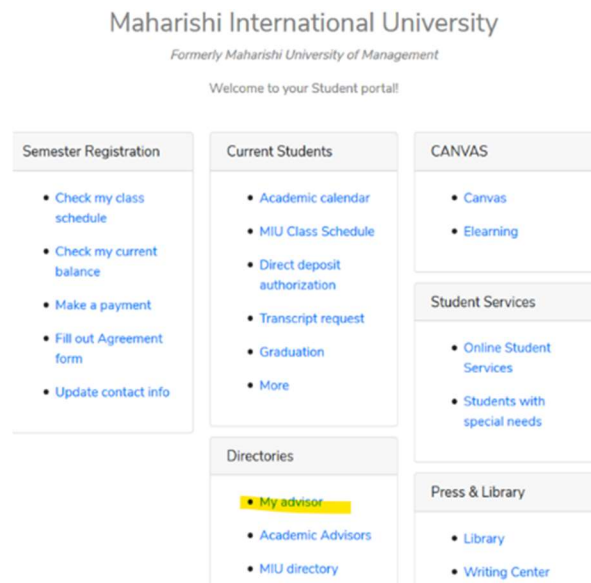 Maharishi International University
Formerly Maharishi University of Management
Welcome to your Student portal!
Semester Registration
Check my class
schedule
Check my current
balance
Make a payment
Fill out Agreement
form
Update contact info
Current Students
Academic calendar
MIU Class Schedule
Direct deposit
authorization
Transcript request
Graduation
More
Directories
My advisor
Academic Advisors
MIU directory
CANVAS
Canvas
Elearning
Student Services
Online Student
Services
Students with
special needs
Press & Library
Library
Writing Center